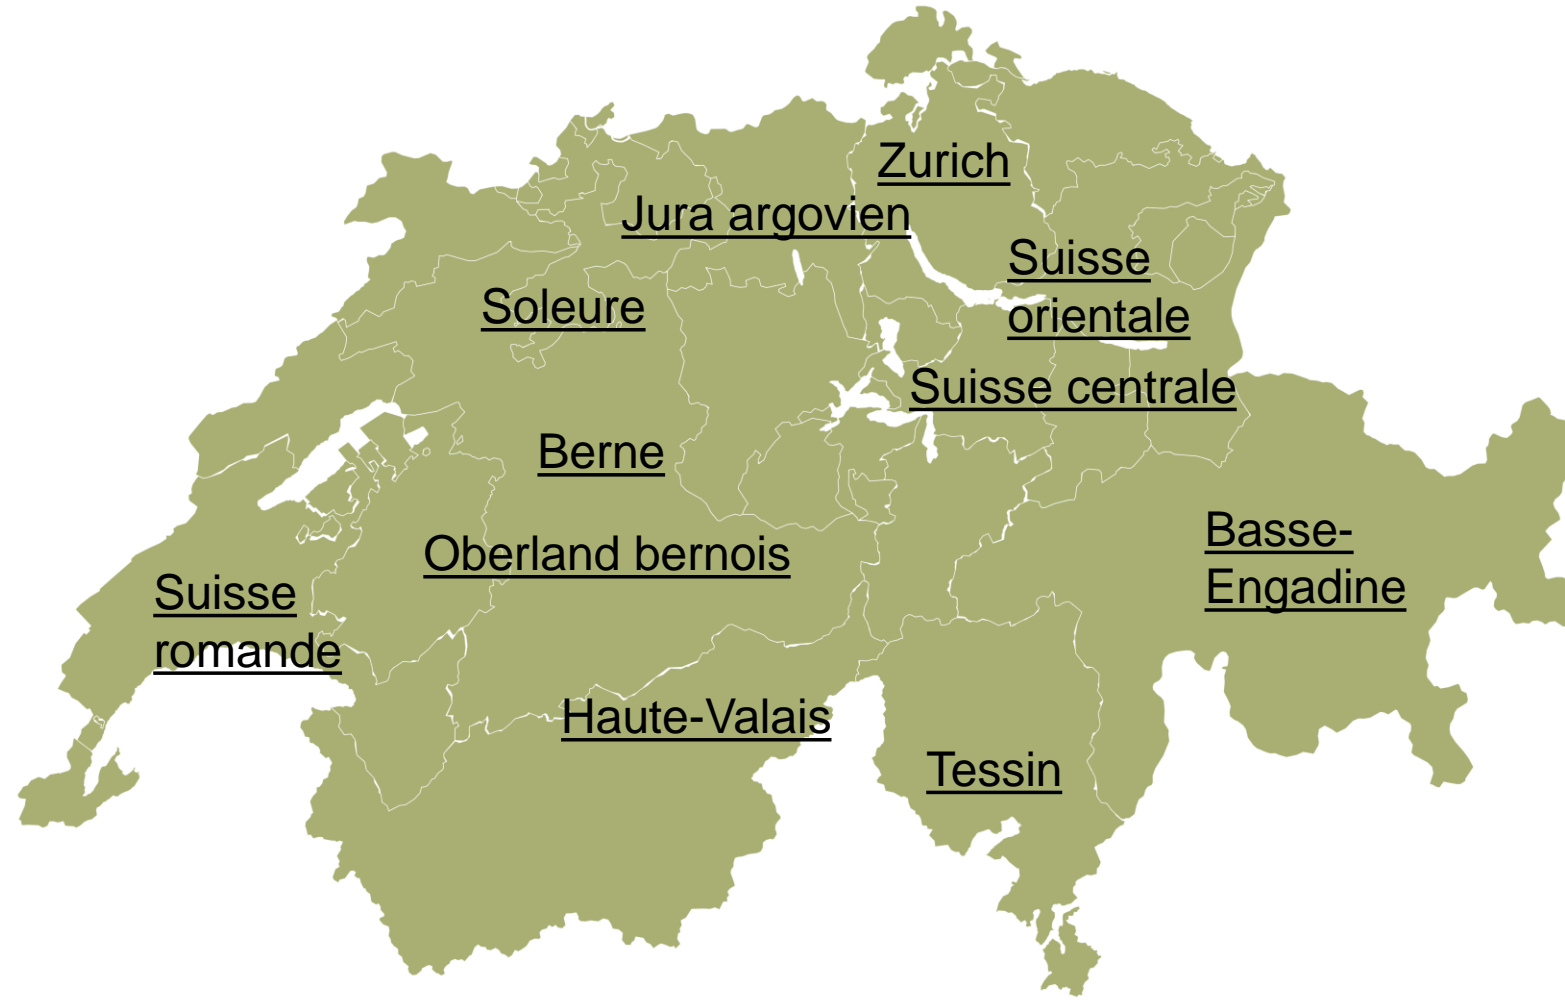 Zurich
Jura argovien
Suisse
orientale
Soleure
Suisse centrale
Berne
Basse-
Engadine
Oberland bernois
Suisse
romande
Haute-Valais
Tessin